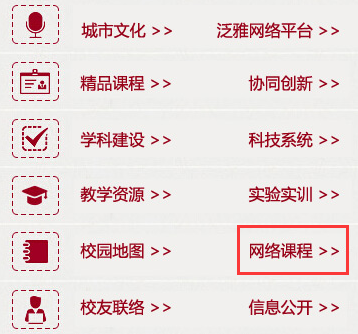 城市文化 >> 泛雅网络平台 >>
精品课程 >> 协同创新 >>
学科建设 >> 科技系统 >>
教学资源 >> 实验实训 >>
校园地图 >> 网络课程 >>
校友联络 >> 信息公开 >>